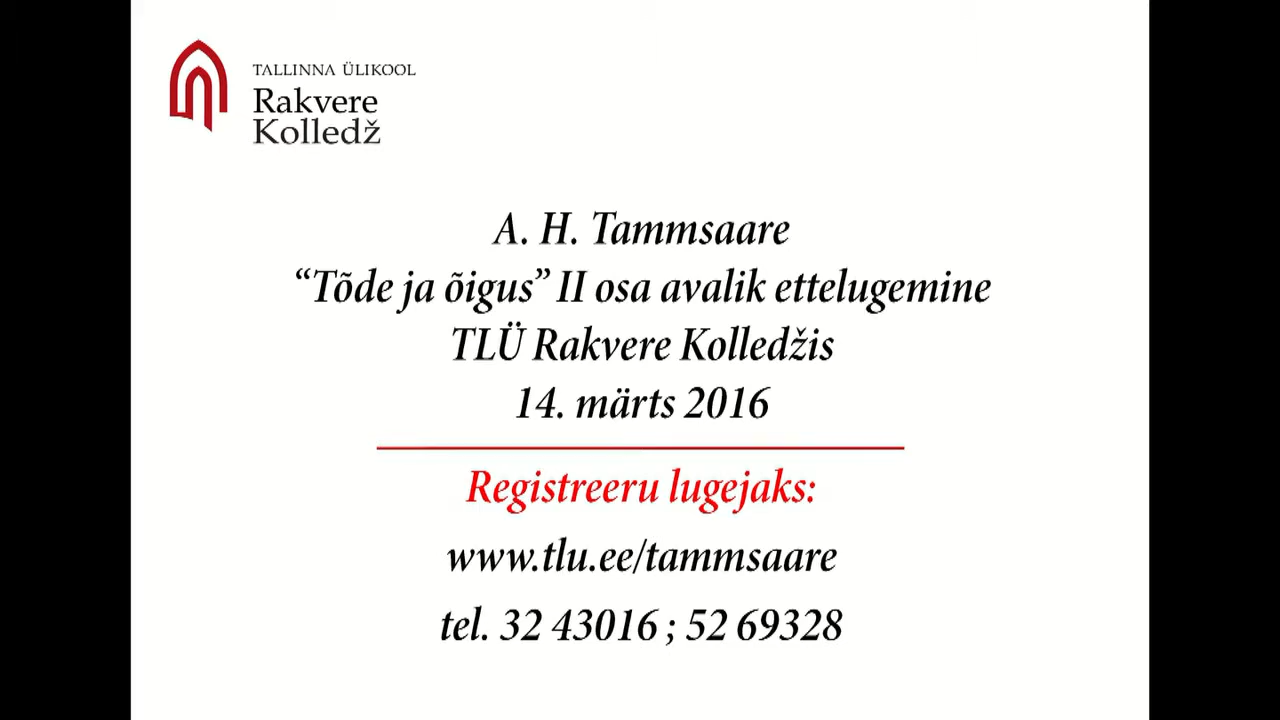 TALLINNA ÜLIKOOL
Rakvere
Kolledž
A. H. Tammsaare
“Tõde ja õigus” II osa avalik ettelugemine
TLÜ Rakvere Kolledžis
14. märts 2016
Registreeru lugejaks:
www.tlu.ee/tammsaare
tel. 32 43016 ; 52 69328